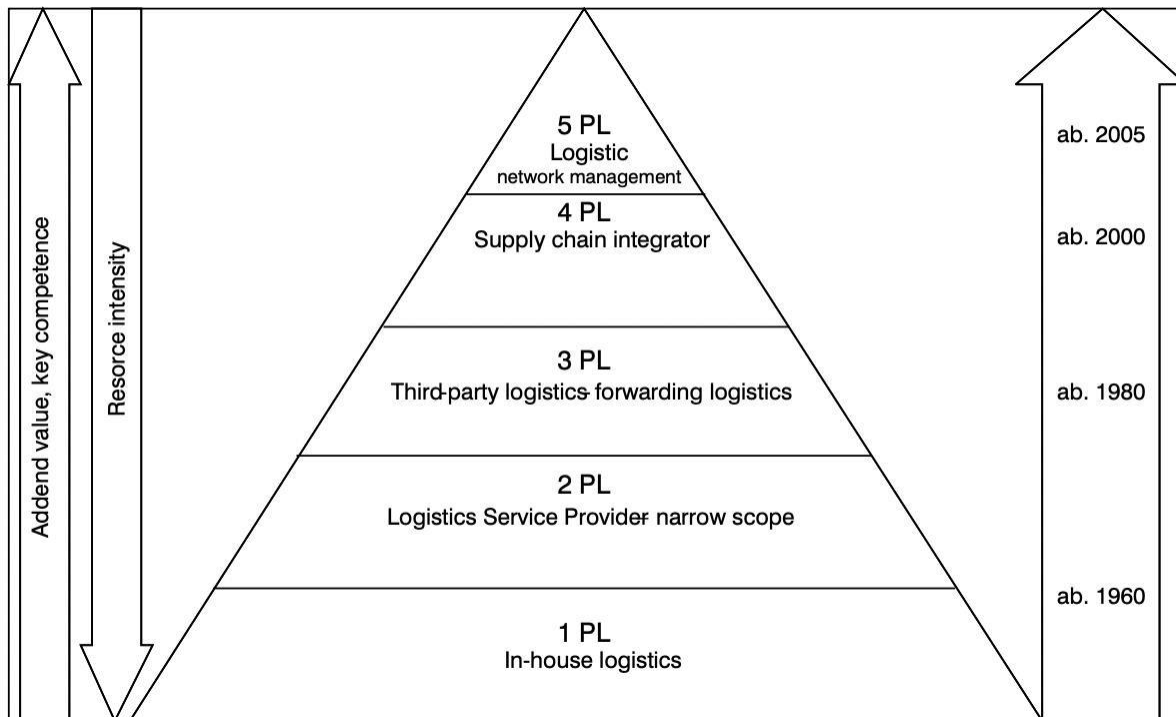 Addend value, key competence
Resorce intensity
5 PL
Logistic
network management
4 PL
Supply chain integrator
3 PL
Third-party logistics- forwarding logistics
2 PL
Logistics Service Provider- narrow scope
1 PL
In-house logistics
ab. 2005
ab. 2000
ab. 1980
ab. 1960